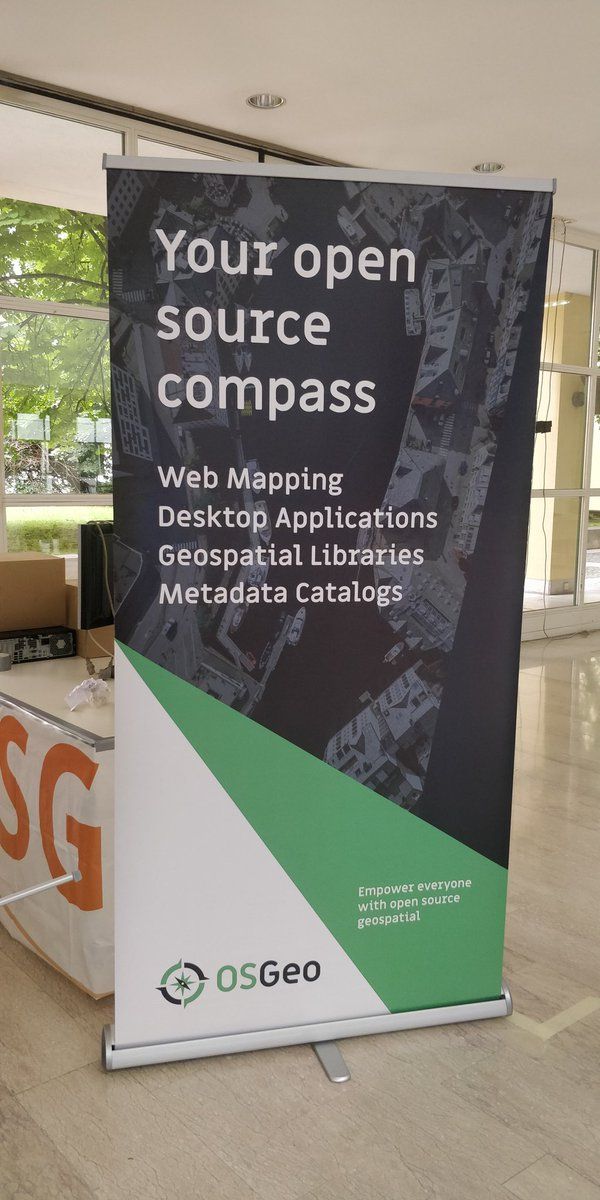 Your open
source
compass
Web Mapping
Desktop Applications
Geospatial Libraries
Metadata Catalogs
Empower everyone
with open source
geospatial
OSGeo
SG